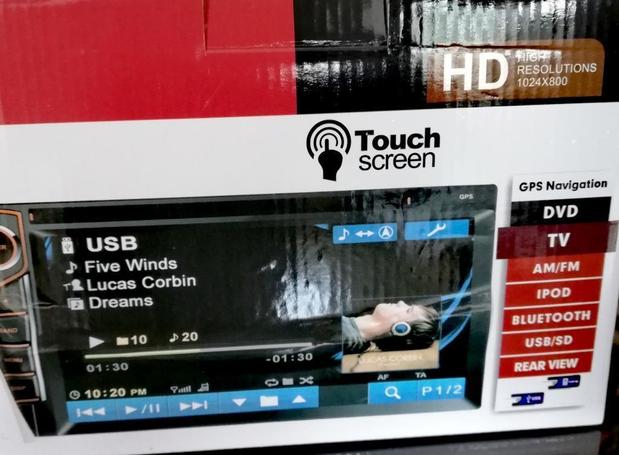 HD
HIGH
RESOLUTIONS
1024X800
Touch
screen
GPS
GPS Navigation
DVD
TV
AM/FM
IPOD
BLUETOOTH
USB/SD
REAR VIEW
USB
Five Winds
Lucas Corbin
Dreams
10
20
01:30
-01:30
LUCAS CORBIN
10:20 PM
AF
TA
P1/2